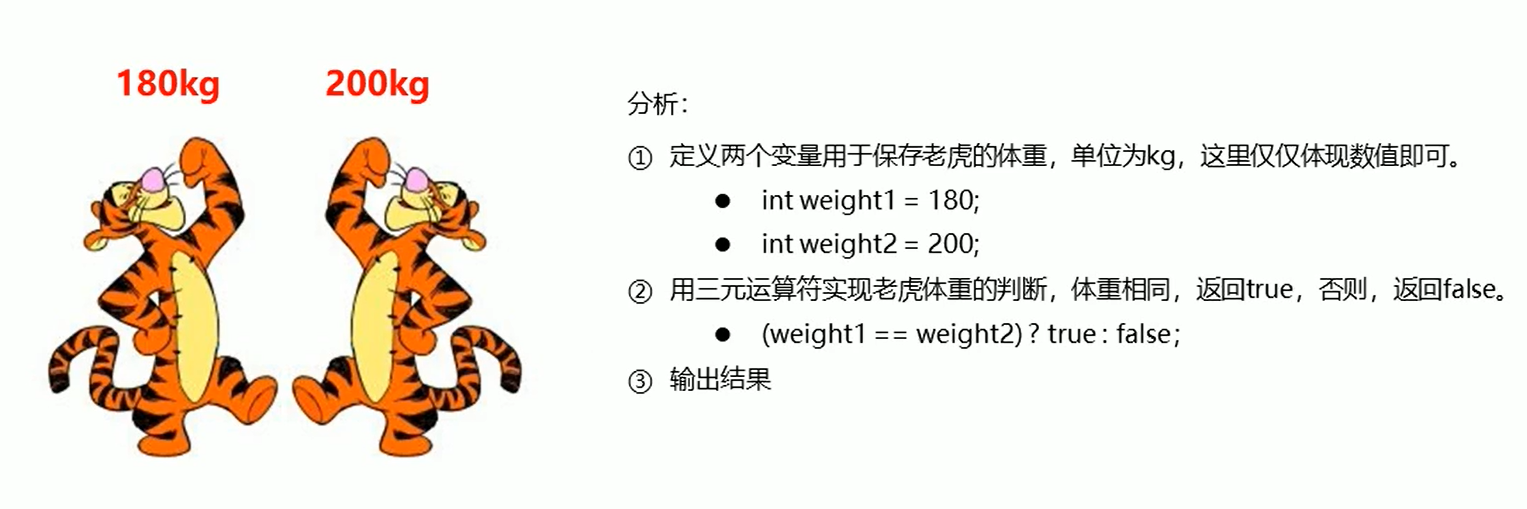 180kg
200kg
分析：
① 定义两个变量用于保存老虎的体重，单位为kg，这里仅仅体现数值即可。
● int weight1 = 180;
● int weight2 = 200;
② 用三元运算符实现老虎体重的判断，体重相同，返回true，否则，返回false。
● (weight1 == weight2) ? true : false;
③ 输出结果